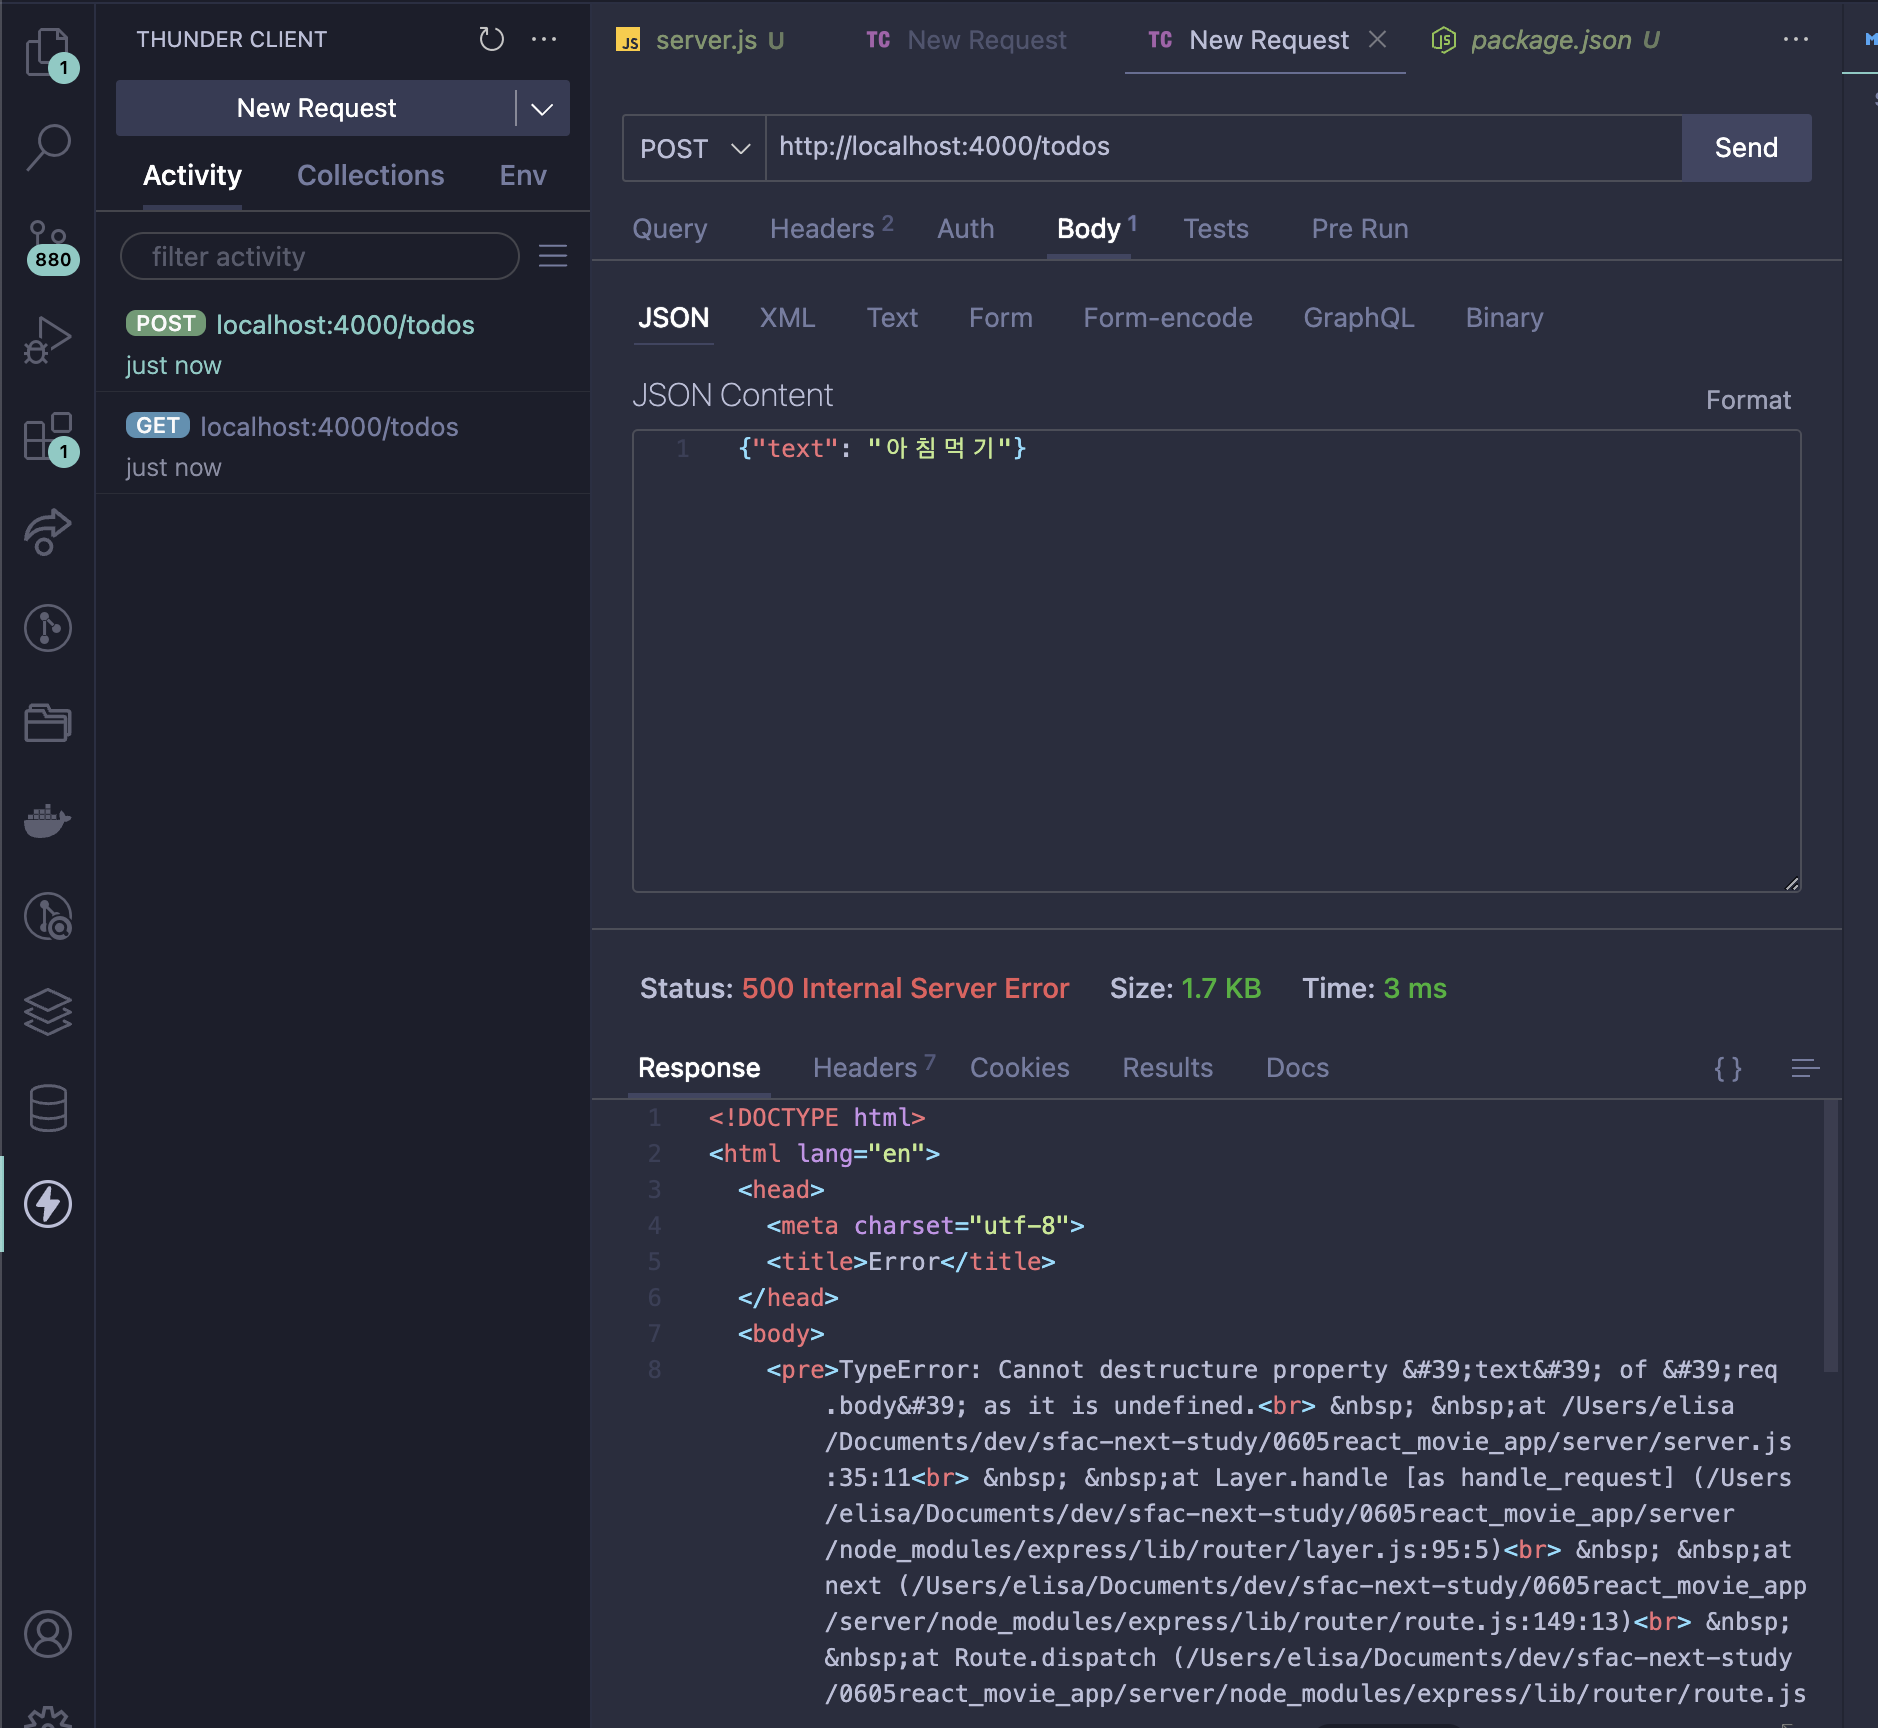 THUNDER CLIENT
New Request
Activity Collections Env
filter activity
POST localhost:4000/todos
just now
GET localhost:4000/todos
just now
1
880
1
JS server.js U
TC New Request
TC New Request
package.json U
POST http://localhost:4000/todos Send
Query Headers 2 Auth Body 1 Tests Pre Run
JSON XML Text Form Form-encode GraphQL Binary
JSON Content Format
1 {"text": "아침먹기"}
Status: 500 Internal Server Error Size: 1.7 KB Time: 3 ms
Response Headers 7 Cookies Results Docs { }
1 <!DOCTYPE html>
2 <html lang="en">
3 <head>
4 <meta charset="utf-8">
5 <title>Error</title>
6 </head>
7 <body>
8 <pre>TypeError: Cannot destructure property &#39;text&#39; of &#39;req
.body&#39; as it is undefined.<br> &nbsp; &nbsp;at /Users/elisa
/Documents/dev/sfac-next-study/0605react_movie_app/server/server.js
:35:11<br> &nbsp; &nbsp;at Layer.handle [as handle_request] (/Users
/elisa/Documents/dev/sfac-next-study/0605react_movie_app/server
/node_modules/express/lib/router/layer.js:95:5)<br> &nbsp; &nbsp;at
next (/Users/elisa/Documents/dev/sfac-next-study/0605react_movie_app
/server/node_modules/express/lib/router/route.js:149:13)<br> &nbsp;
&nbsp;at Route.dispatch (/Users/elisa/Documents/dev/sfac-next-study
/0605react_movie_app/server/node_modules/express/lib/router/route.js